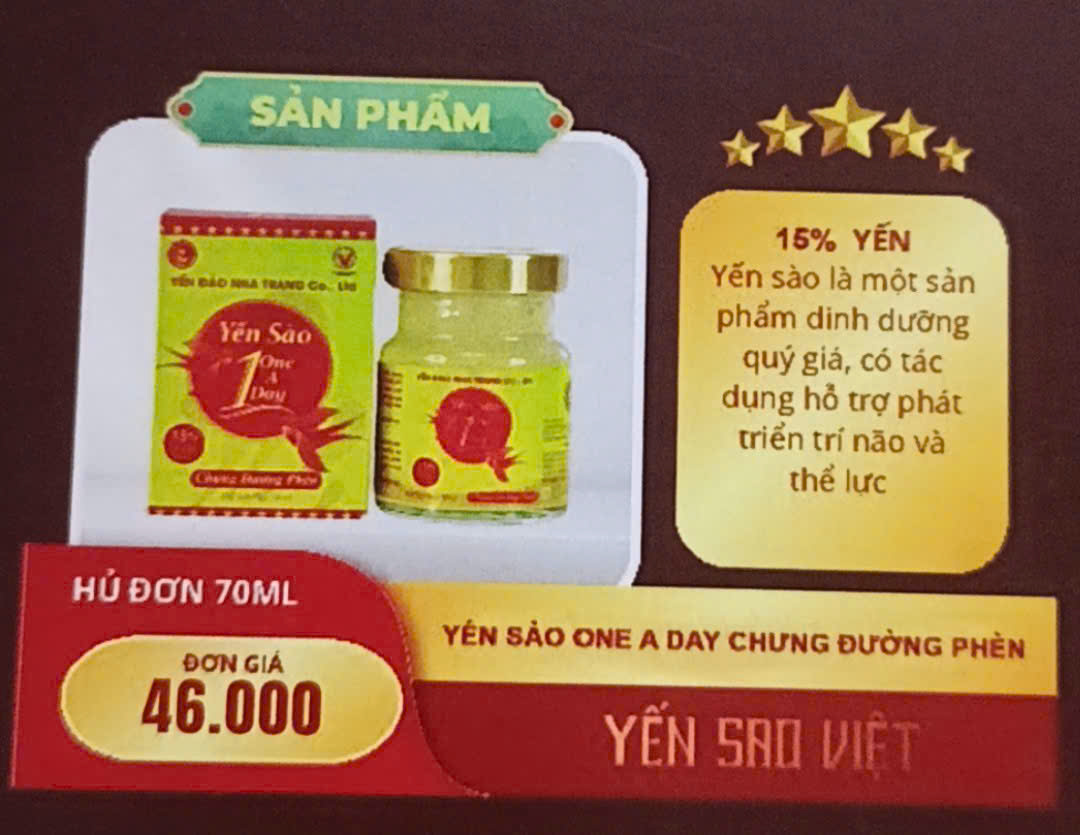 SẢN PHẨM
15% YẾN
Yến sào là một sản
phẩm dinh dưỡng
quý giá, có tác
dụng hỗ trợ phát
triển trí não và
thể lực
YẾN ĐẢO NHA TRANG Co., Ltd
Yến Sào
1 One
A
Day
15%
Chưng Đường Phèn
HỦ ĐƠN 70ML
ĐƠN GIÁ
46.000
YẾN SÀO ONE A DAY CHƯNG ĐƯỜNG PHÈN
YẾN SAO VIỆT